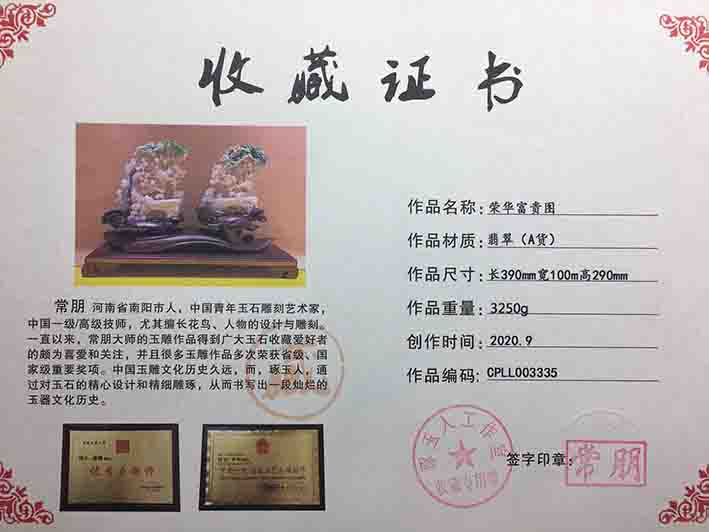 收藏证书
作品名称：荣华富贵图
作品材质：翡翠（A货）
作品尺寸：长390mm宽100m高290mm
作品重量：3250g
创作时间：2020.9
作品编码：CPLL003335
常朋 河南省南阳市人，中国青年玉石雕刻艺术家，
中国一级/高级技师，尤其擅长花鸟、人物的设计与雕刻。
一直以来，常朋大师的玉雕作品得到广大玉石收藏爱好者
的颇为喜爱和关注，并且很多玉雕作品多次荣获省级、国
家级重要奖项。中国玉雕文化历史久远，而，琢玉人，通
过对玉石的精心设计和精细雕琢，从而书写出一段灿烂的
玉器文化历史。
玉人工作
收藏专用章
签字印章：
常朋